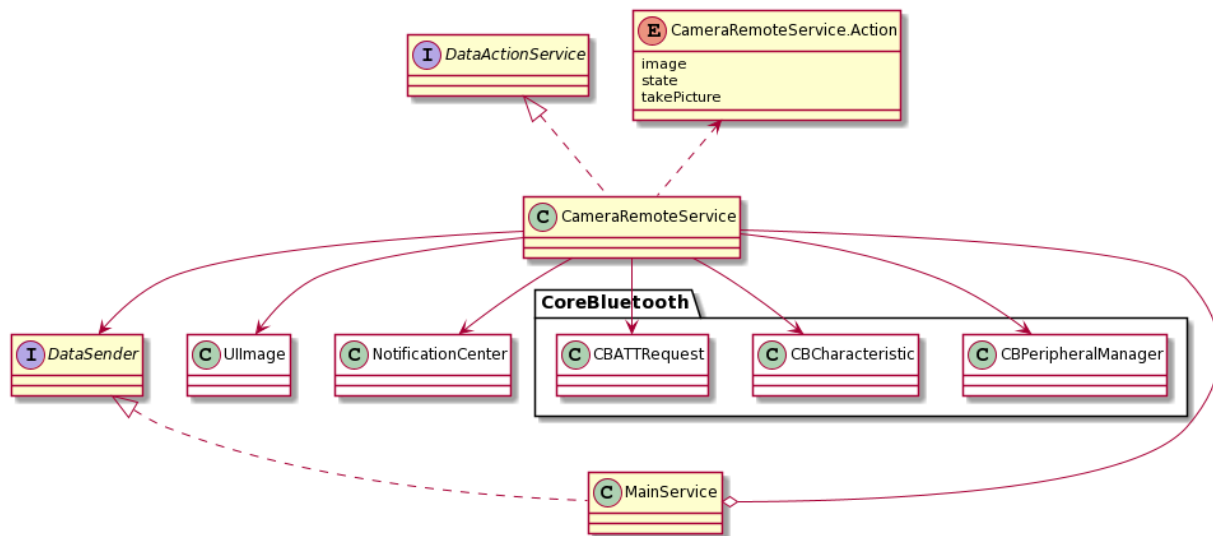 E CameraRemoteService.Action
image
state
takePicture
I DataActionService
C CameraRemoteService
CoreBluetooth
I DataSender
C UIImage
C NotificationCenter
C CBATTRequest
C CBCharacteristic
C CBPeripheralManager
C MainService